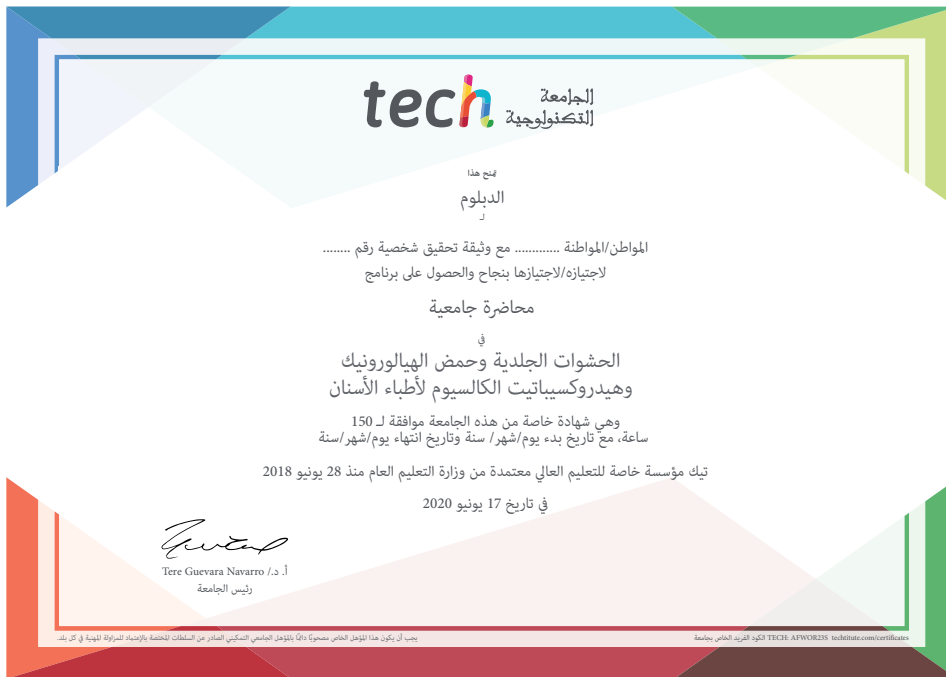 tech الجامعة
التكنولوجية
يمنح هذا
الدبلوم
لـ
المواطن/المواطنة ............. مع وثيقة تحقيق شخصية رقم ........
لاجتيازه/لاجتيازها بنجاح والحصول على برنامج
محاضرة جامعية
في
الحشوات الجلدية وحمض الهيالورونيك
وهيدروكسيباتيت الكالسيوم لأطباء الأسنان
وهي شهادة خاصة من هذه الجامعة موافقة لـ 150
ساعة، مع تاريخ بدء يوم/شهر/ سنة وتاريخ انتهاء يوم/شهر/سنة
تيك مؤسسة خاصة للتعليم العالي معتمدة من وزارة التعليم العام منذ 28 يونيو 2018
في تاريخ 17 يونيو 2020
أ. د./ Tere Guevara Navarro
رئيس الجامعة
يجب أن يكون هذا المؤهل الخاص مصحوبًا دائمًا بالمؤهل الجامعي التمكيني الصادر عن السلطات المختصة بالإعتماد للمزاولة المهنية في كل بلد.
الكود الفريد الخاص بجامعة TECH: AFWOR23S techtitute.com/certificates